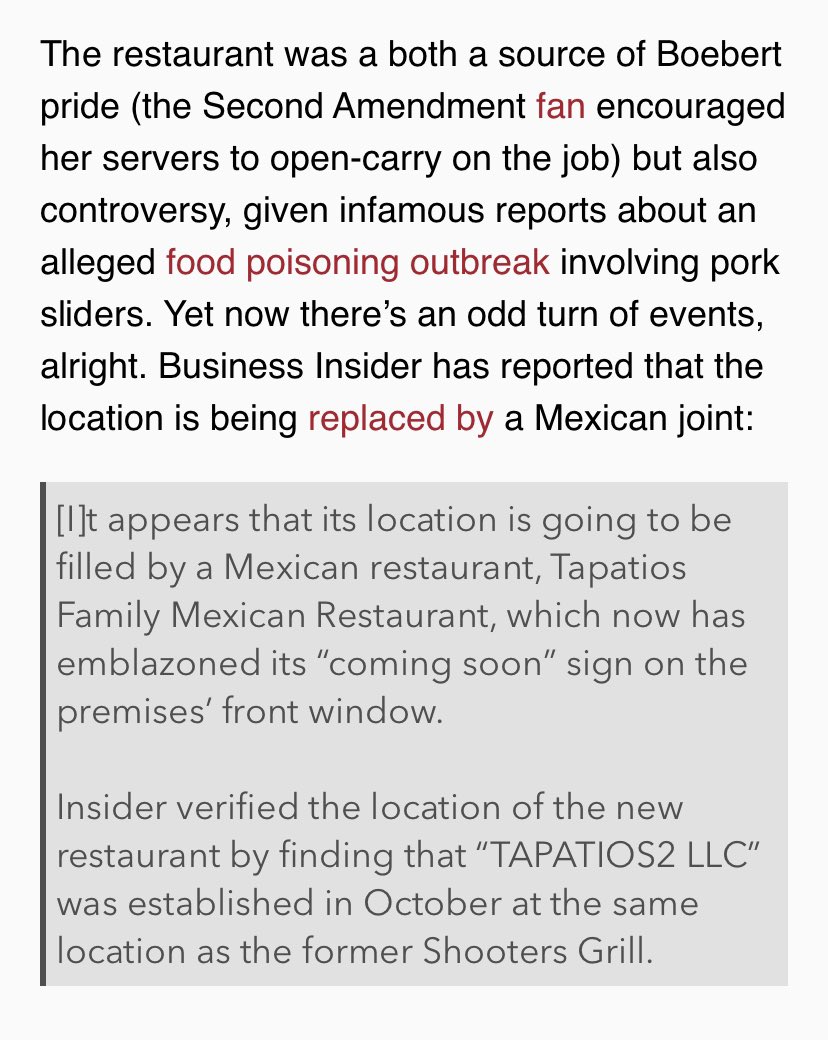 The restaurant was a both a source of Boebert
pride (the Second Amendment fan encouraged
her servers to open-carry on the job) but also
controversy, given infamous reports about an
alleged food poisoning outbreak involving pork
sliders. Yet now there’s an odd turn of events,
alright. Business Insider has reported that the
location is being replaced by a Mexican joint:
[I]t appears that its location is going to be
filled by a Mexican restaurant, Tapatios
Family Mexican Restaurant, which now has
emblazoned its “coming soon” sign on the
premises’ front window.
Insider verified the location of the new
restaurant by finding that “TAPATIOS2 LLC”
was established in October at the same
location as the former Shooters Grill.